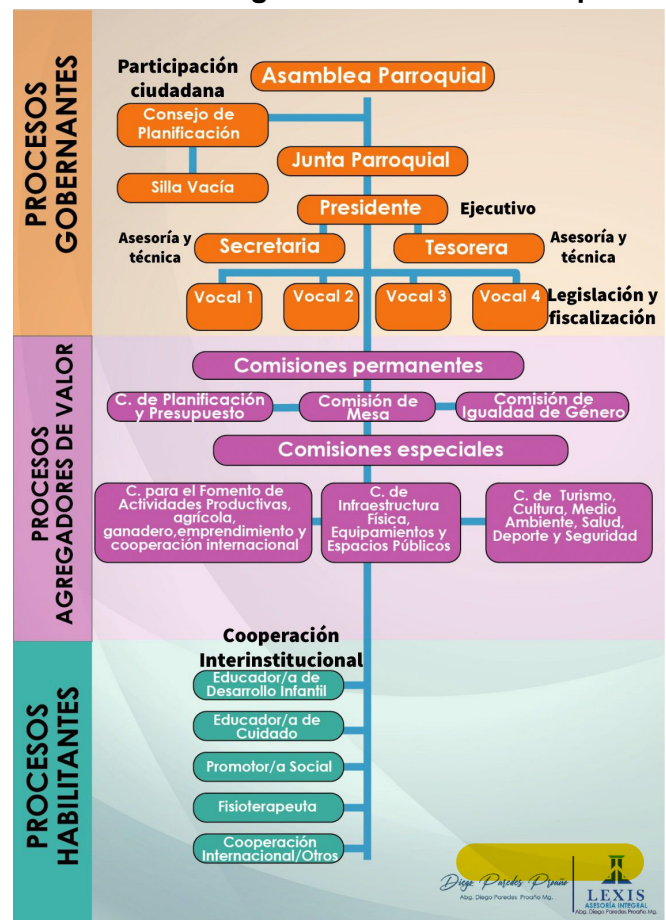 PROCESOS
GOBERNANTES
Participación
ciudadana
Asamblea Parroquial
Consejo de
Planificación
Silla Vacía
Junta Parroquial
Presidente
Ejecutivo
Asesoría y
técnica
Secretaria
Tesorera
Asesoría y
técnica
Vocal 1
Vocal 2
Vocal 3
Vocal 4
Legislación y
fiscalización
PROCESOS
AGREGADORES DE VALOR
Comisiones permanentes
C. de Planificación
y Presupuesto
Comisión de
Mesa
Comisión de
Igualdad de Género
Comisiones especiales
C. para el Fomento de
Actividades Productivas,
agrícola,
ganadero,emprendimiento y
cooperación internacional
C. de
Infraestructura
Física,
Equipamientos y
Espacios Públicos
C. de Turismo,
Cultura, Medio
Ambiente, Salud,
Deporte y Seguridad
PROCESOS
HABILITANTES
Cooperación
Interinstitucional
Educador/a de
Desarrollo Infantil
Educador/a de
Cuidado
Promotor/a Social
Fisioterapeuta
Cooperación
Internacional/Otros
Diego Paredes Proaño
Abg. Diego Paredes Proaño Mg.
LEXIS
ASESORÍA INTEGRAL
Abg. Diego Paredes Proaño Mg.